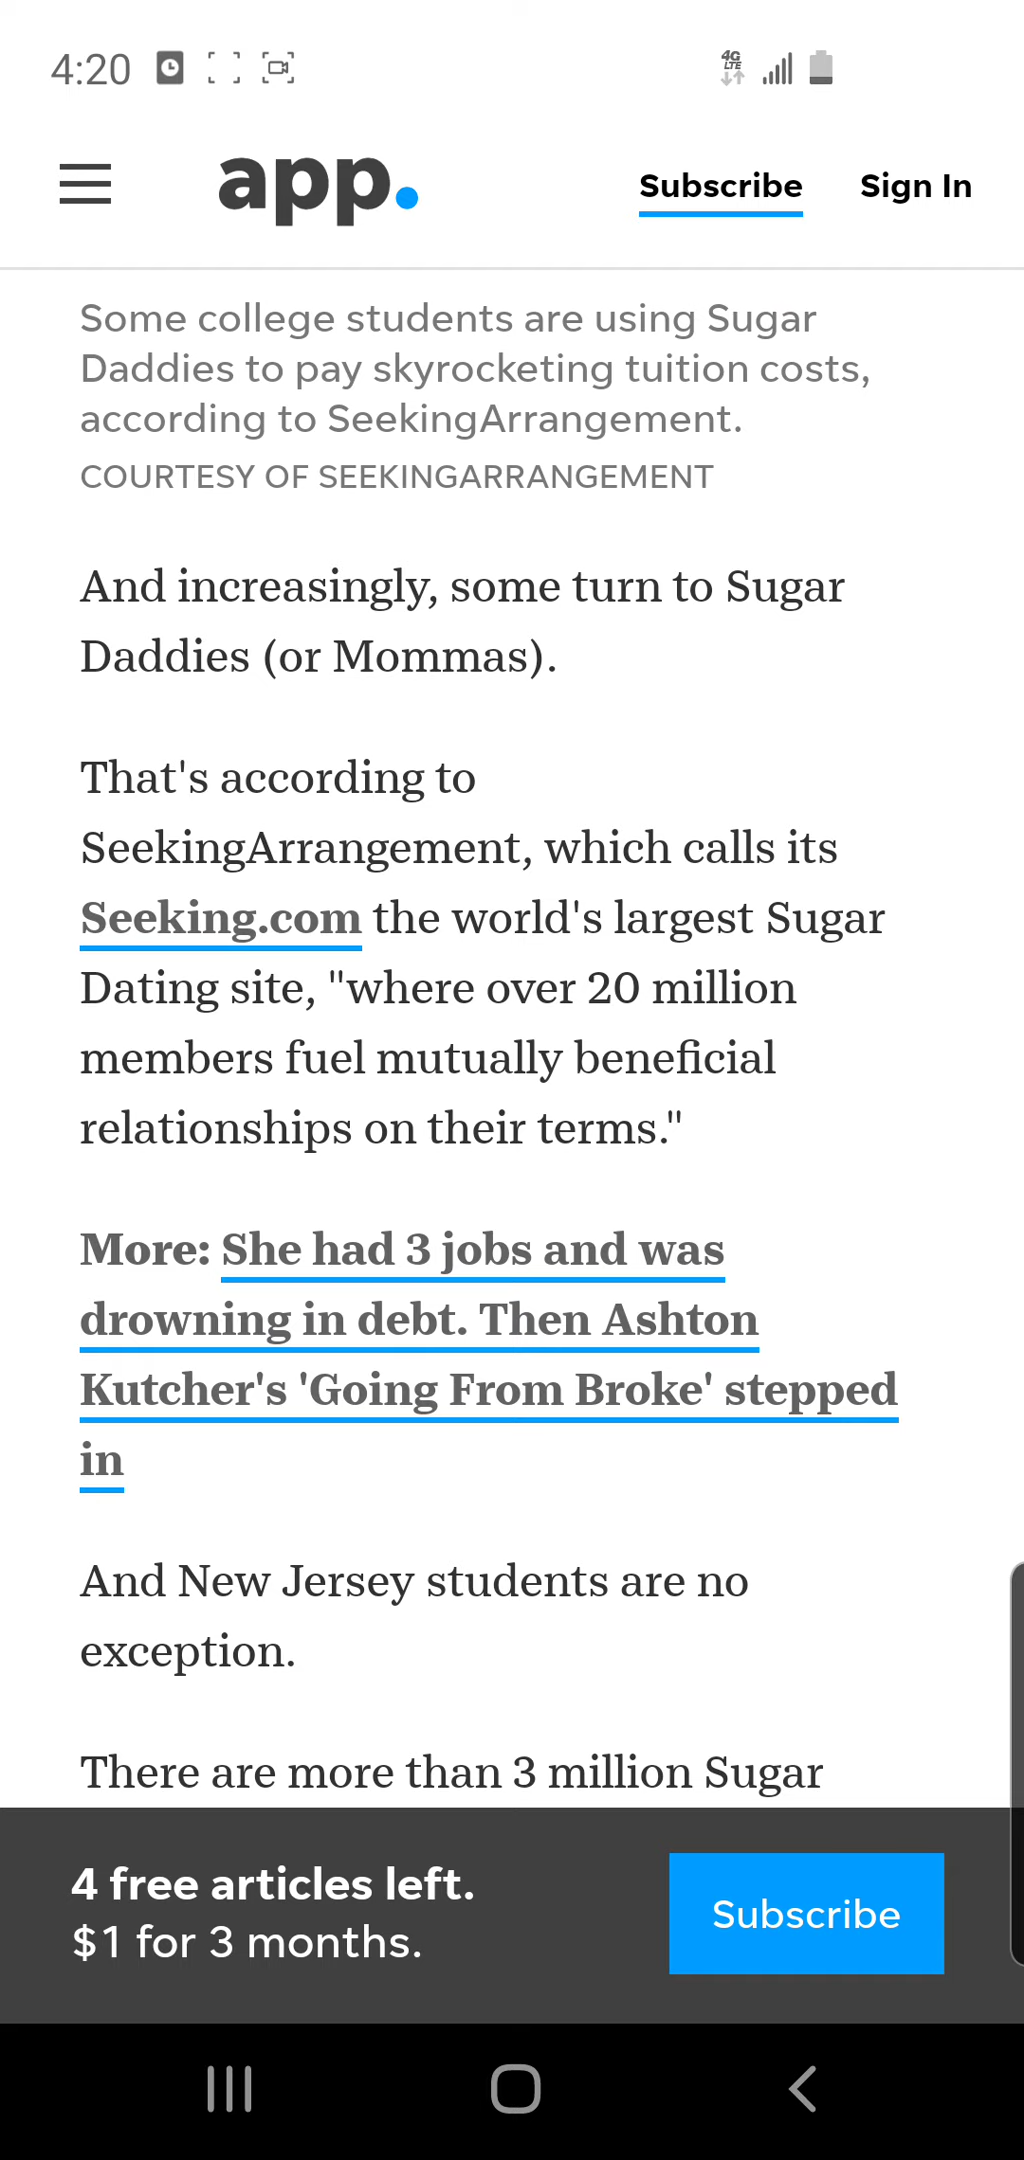 4:20
4G
LTE
app.
Subscribe
Sign In
Some college students are using Sugar
Daddies to pay skyrocketing tuition costs,
according to SeekingArrangement.
COURTESY OF SEEKINGARRANGEMENT
And increasingly, some turn to Sugar
Daddies (or Mommas).
That's according to
SeekingArrangement, which calls its
Seeking.com the world's largest Sugar
Dating site, "where over 20 million
members fuel mutually beneficial
relationships on their terms."
More: She had 3 jobs and was
drowning in debt. Then Ashton
Kutcher's 'Going From Broke' stepped
in
And New Jersey students are no
exception.
There are more than 3 million Sugar
4 free articles left.
$1 for 3 months.
Subscribe